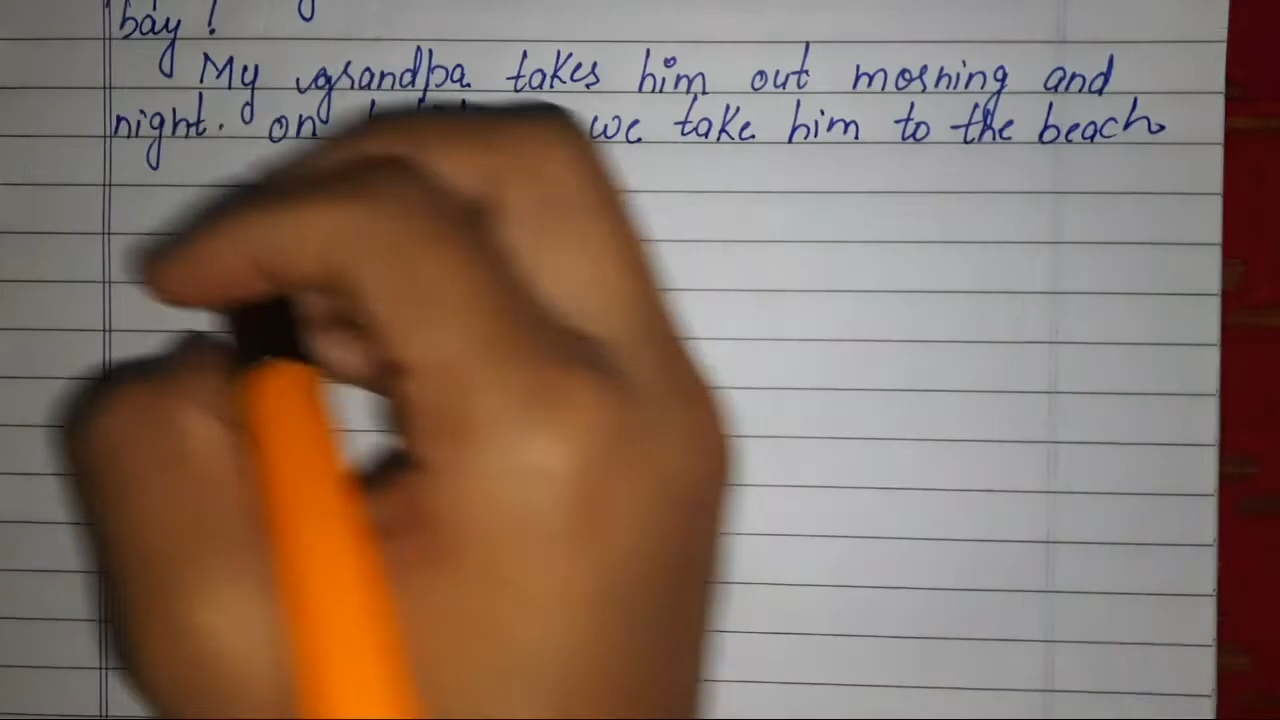 bay !
My grandpa takes him out morning and
night. on we take him to the beach